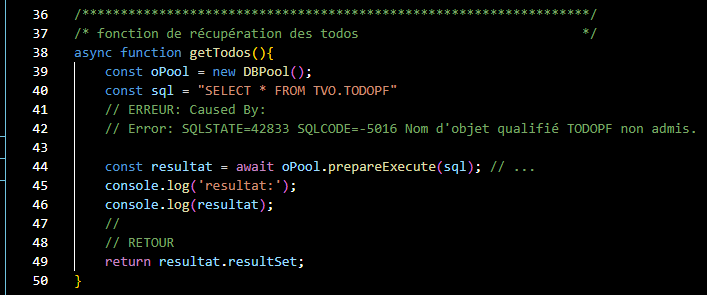 36 /******************************************************************/
37 /* fonction de récupération des todos */
38 async function getTodos(){
39 const oPool = new DBPool();
40 const sql = "SELECT * FROM TVO.TODOPF"
41 // ERREUR: Caused By:
42 // Error: SQLSTATE=42833 SQLCODE=-5016 Nom d'objet qualifié TODOPF non admis.
43
44 const resultat = await oPool.prepareExecute(sql); // ...
45 console.log('resultat:');
46 console.log(resultat);
47 //
48 // RETOUR
49 return resultat.resultSet;
50 }